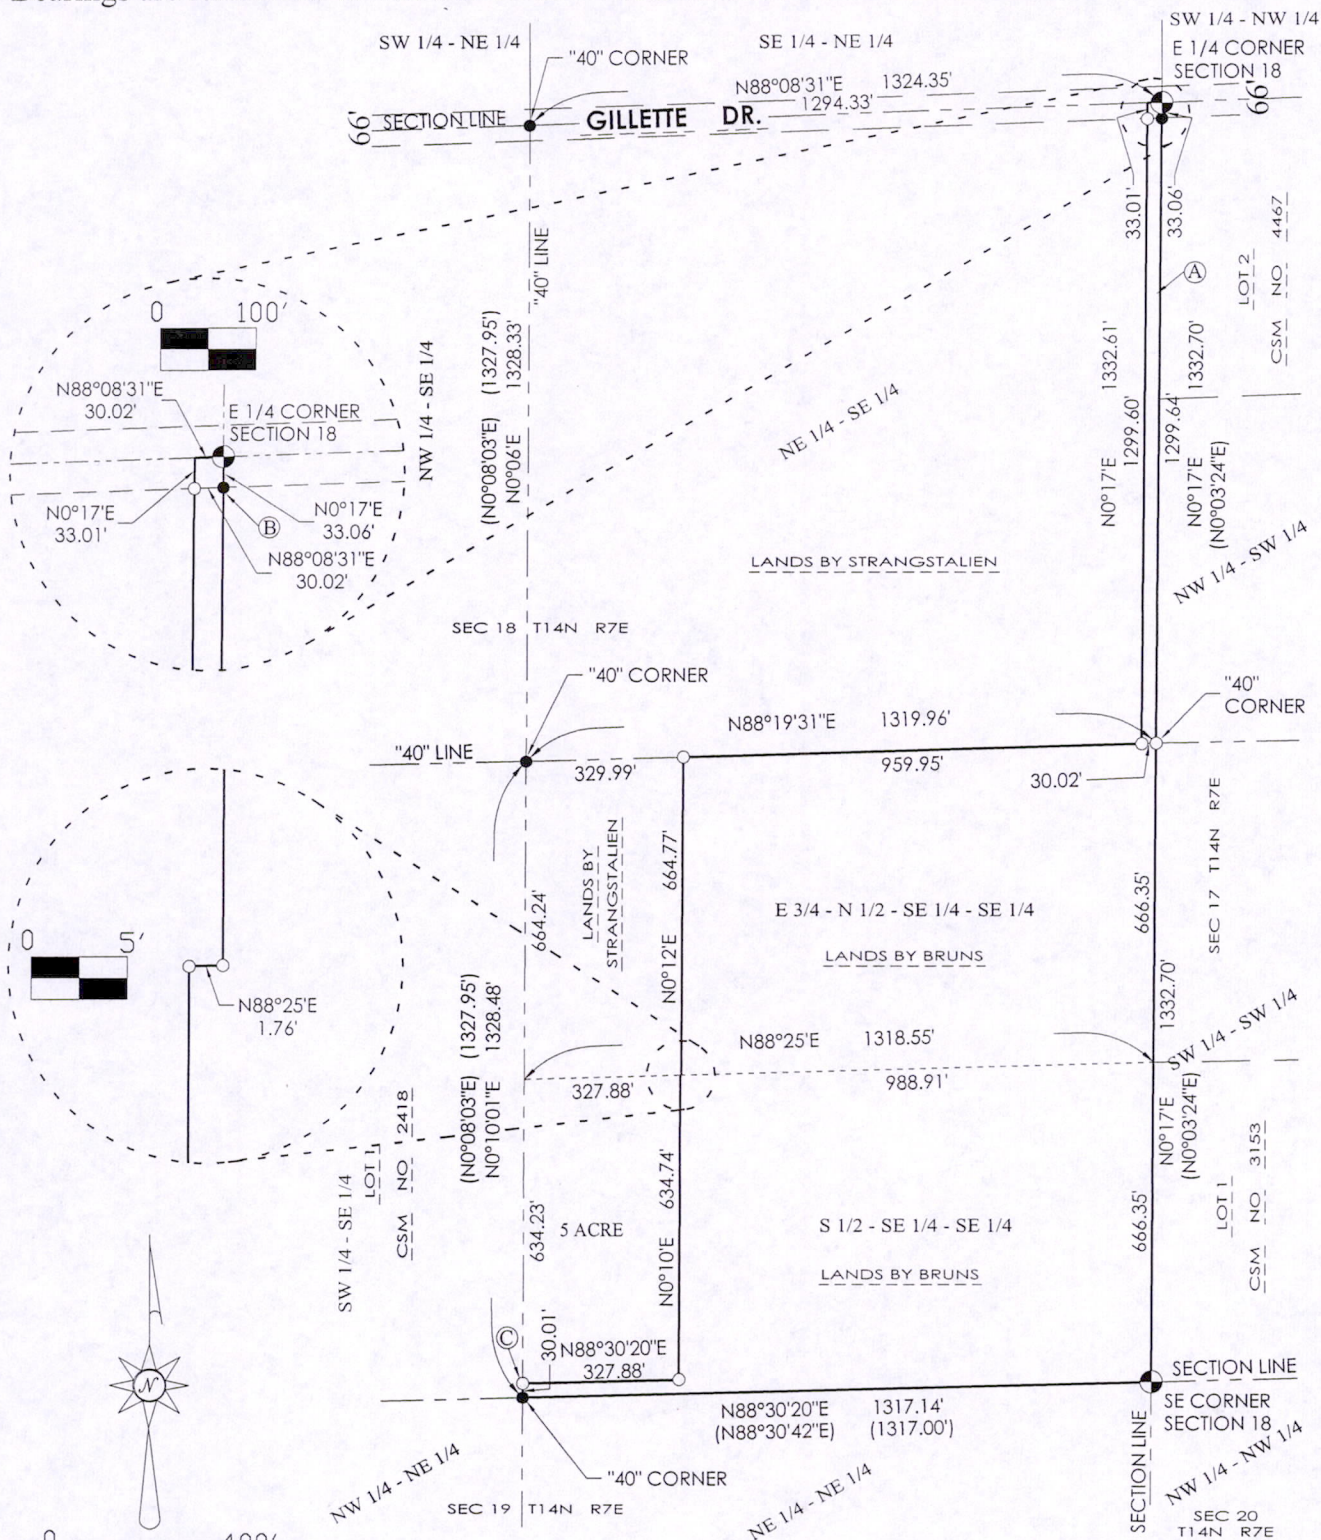 SW 1/4 - NE 1/4
SE 1/4 - NE 1/4
SW 1/4 - NW 1/4
"40" CORNER
E 1/4 CORNER
SECTION 18
N88°08'31"E 1324.35'
1294.33'
66'
SECTION LINE
GILLETTE DR.
66'
33.01'
33.06'
"40" LINE
A
LOT 2
CSM NO 4467
0 100'
N88°08'31"E
30.02'
E 1/4 CORNER
SECTION 18
N0°17'E
33.01'
N0°17'E
33.06'
B
N88°08'31"E
30.02'
NW 1/4 - SE 1/4
(N0°08'03"E) (1327.95')
N0°06'E 1328.33'
NE 1/4 - SE 1/4
N0°17'E 1332.61'
1299.60'
1299.64'
N0°17'E 1332.70'
(N0°03'24"E)
NW 1/4 - SW 1/4
LANDS BY STRANGSTALIEN
SEC 18 T14N R7E
"40" CORNER
"40"
CORNER
N88°19'31"E 1319.96'
"40" LINE
329.99'
959.95'
30.02'
LANDS BY
STRANGSTALIEN
664.24'
N0°12'E 664.77'
E 3/4 - N 1/2 - SE 1/4 - SE 1/4
LANDS BY BRUNS
666.35'
SEC 17 T14N R7E
0 5'
N88°25'E
1.76'
(N0°08'03"E) (1327.95')
N0°10'01"E 1328.48'
N88°25'E 1318.55'
327.88'
988.91'
N0°17'E 1332.70'
(N0°03'24"E)
SW 1/4 - SW 1/4
SW 1/4 - SE 1/4
LOT 1
CSM NO 2418
634.23'
5 ACRE
N0°10'E 634.74'
S 1/2 - SE 1/4 - SE 1/4
LANDS BY BRUNS
666.35'
LOT 1
CSM NO 3153
N
C
30.01'
N88°30'20"E
327.88'
N88°30'20"E 1317.14'
(N88°30'42"E) (1317.00')
SECTION LINE
SE CORNER
SECTION 18
SECTION LINE
"40" CORNER
NW 1/4 - NE 1/4
SEC 19 T14N R7E
NE 1/4 - NE 1/4
NW 1/4 - NW 1/4
SEC 20
T14N R7E